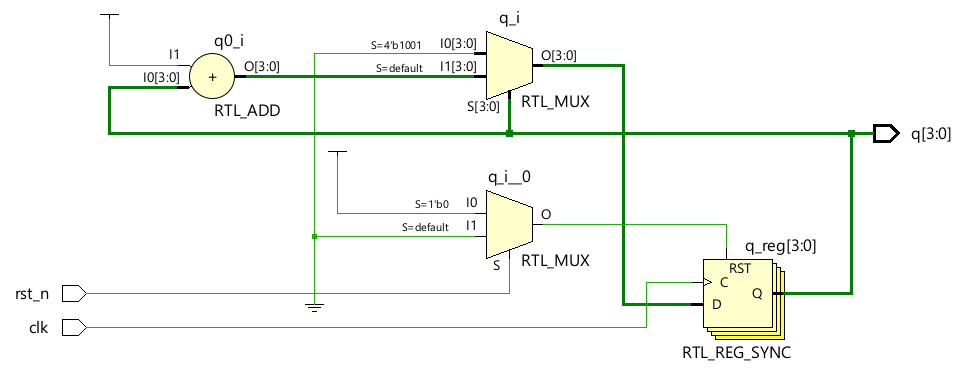 q_i
q0_i
S=4'b1001
I0[3:0]
I1
O[3:0]
O[3:0]
S=default
I1[3:0]
I0[3:0]
+
RTL_ADD
S[3:0]
RTL_MUX
q[3:0]
q_i__0
S=1'b0
I0
O
S=default
I1
q_reg[3:0]
S
RTL_MUX
RST
C
rst_n
Q
D
clk
RTL_REG_SYNC